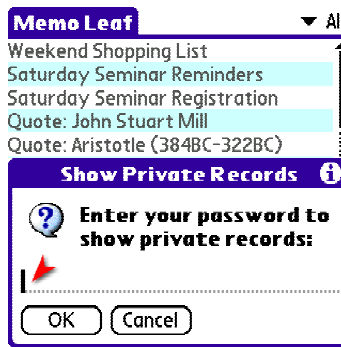 Memo Leaf
Al
Weekend Shopping List
Saturday Seminar Reminders
Saturday Seminar Registration
Quote: John Stuart Mill
Quote: Aristotle (384BC-322BC)
Show Private Records
Enter your password to
show private records:
OK Cancel